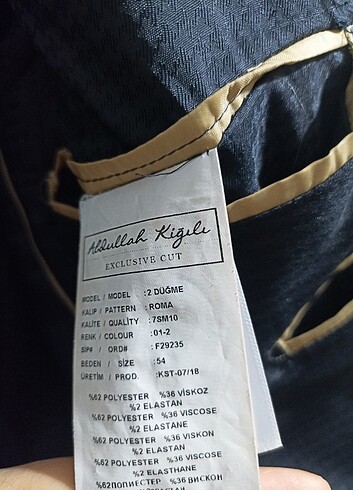 Abdullah Kiğılı
EXCLUSIVE CUT
MODEL / MODEL : 2 DÜĞME
KALIP / PATTERN : ROMA
KALİTE / QUALITY : 7SM10
RENK / COLOUR : 01-2
SİP# / ORD# : F29235
BEDEN / SIZE : 54
ÜRETİM / PROD. : KST-07/18
%62 POLYESTER %36 VİSKOZ
%2 ELASTAN
%62 POLYESTER %36 VISCOSE
%2 ELASTANE
%62 POLYESTER %36 VISKON
%2 ELASTAN
%62 POLYESTER %36 VISCOSE
%2 ELASTHANE
%62ПОЛИЕСТЕР %36 ВИСКОН